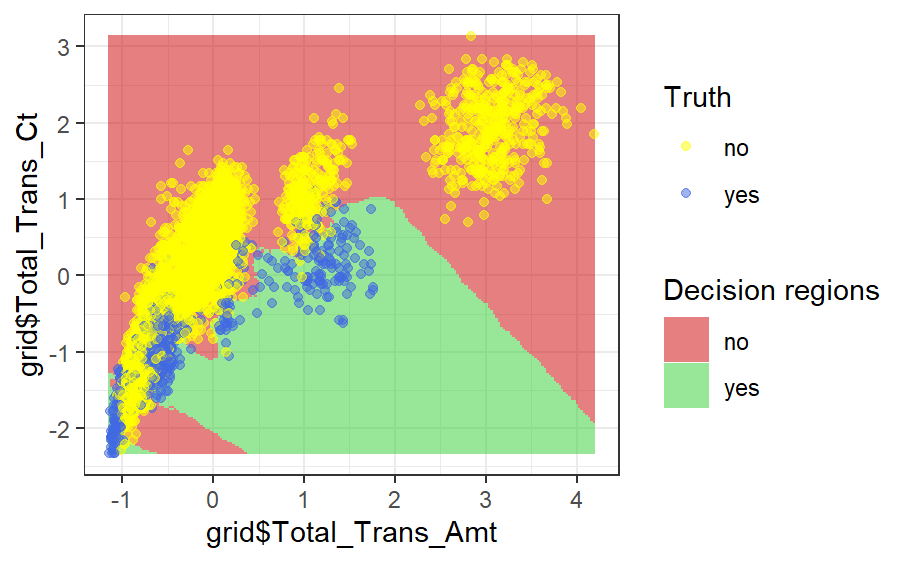 3
2
1
0
-1
-2
grid$Total_Trans_Ct
-1
0
1
2
3
4
grid$Total_Trans_Amt
Truth
no
yes
Decision regions
no
yes